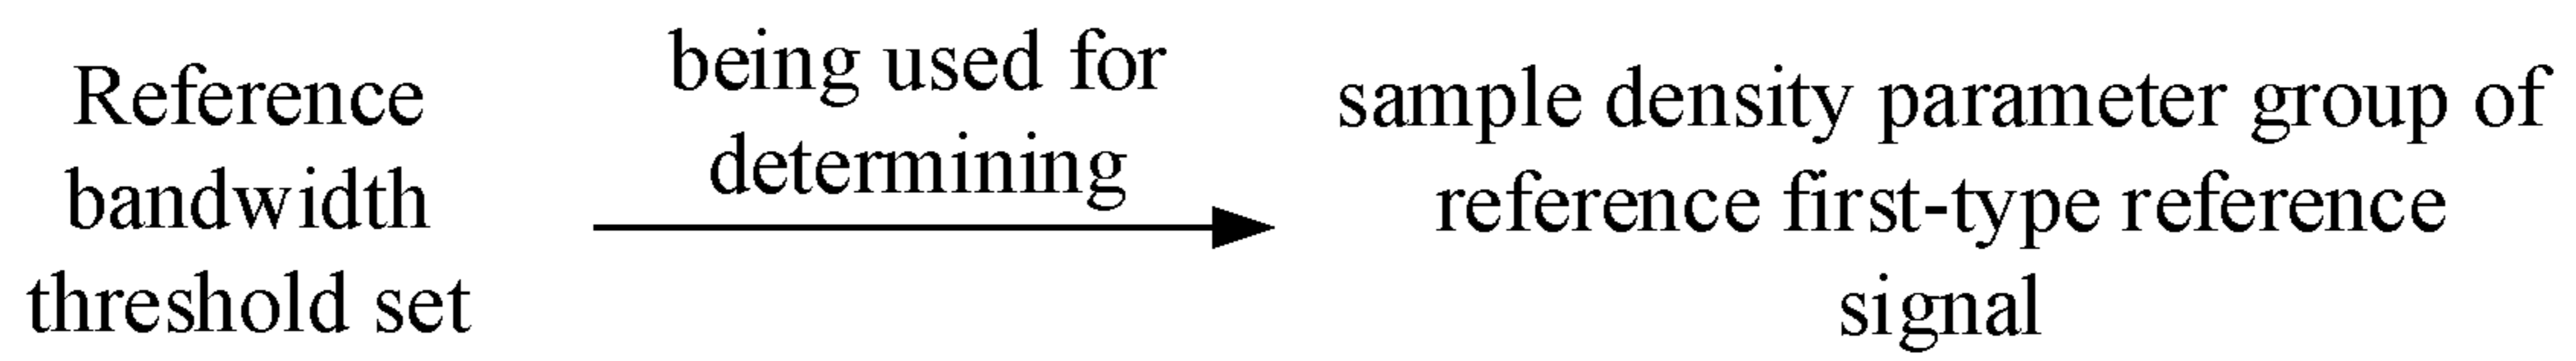 Reference
bandwidth
threshold set
being used for
determining
sample density parameter group of
reference first-type reference
signal